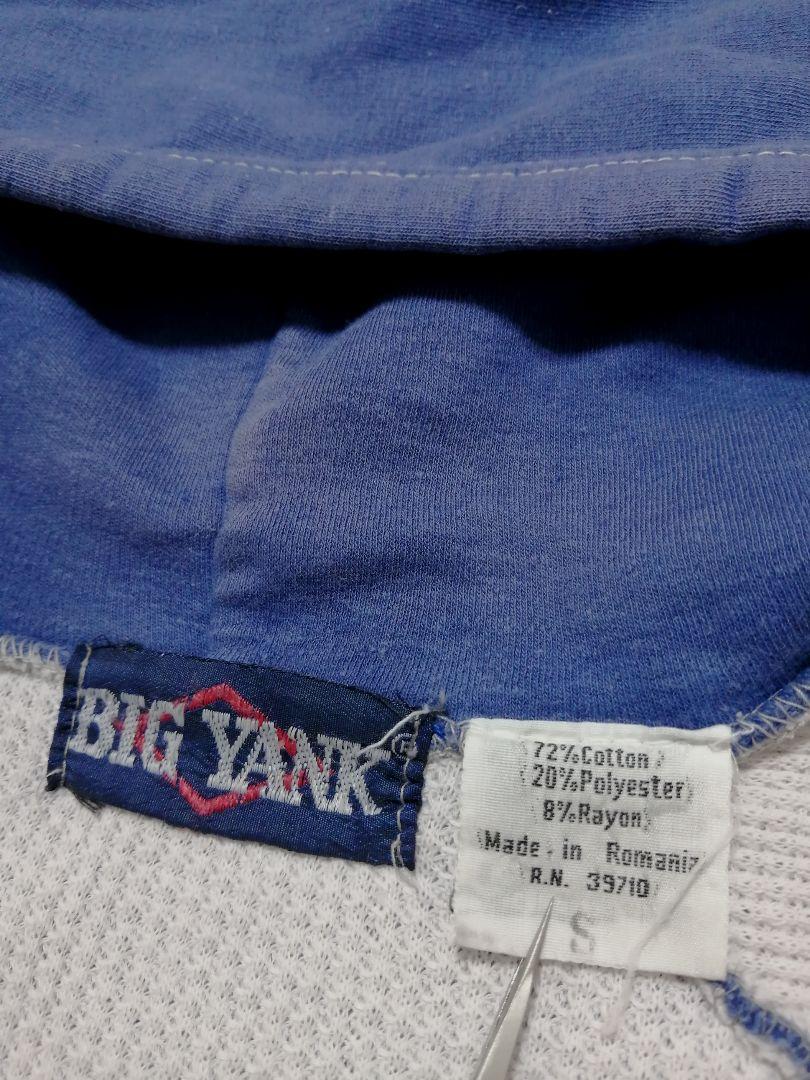 BIG YANK®
72%Cotton
20%Polyester
8%Rayon
Made in Romania
R.N. 39710
S